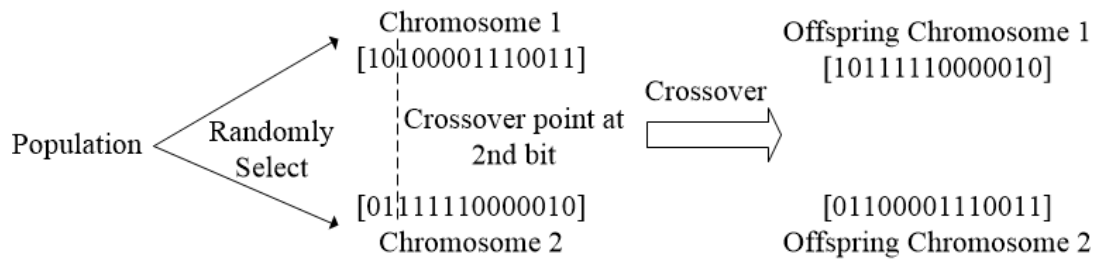 Population
Randomly
Select
Chromosome 1
[10100001110011]
Crossover point at
2nd bit
[01111110000010]
Chromosome 2
Crossover
Offspring Chromosome 1
[10111110000010]
[01100001110011]
Offspring Chromosome 2